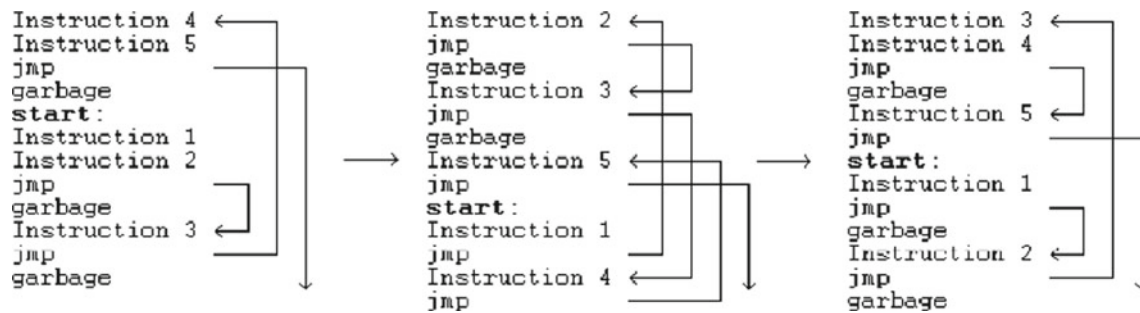 Instruction 4
Instruction 5
jmp
garbage
start:
Instruction 1
Instruction 2
jmp
garbage
Instruction 3
jmp
garbage
Instruction 2
jmp
garbage
Instruction 3
jmp
garbage
Instruction 5
jmp
start:
Instruction 1
jmp
Instruction 4
jmp
Instruction 3
Instruction 4
jmp
garbage
Instruction 5
jmp
start:
Instruction 1
jmp
garbage
Instruction 2
jmp
garbage